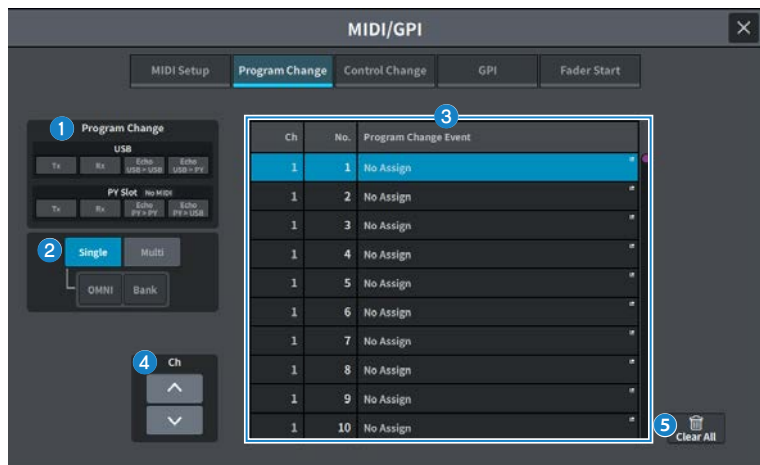 MIDI/GPI
MIDI Setup Program Change Control Change GPI Fader Start
1 Program Change
USB
Tx Rx Echo USB > USB Echo USB > PY
PY Slot No MIDI
Tx Rx Echo PY > PY Echo PY > USB
2 Single Multi
OMNI Bank
4 Ch
3
Ch No. Program Change Event
1 1 No Assign
1 2 No Assign
1 3 No Assign
1 4 No Assign
1 5 No Assign
1 6 No Assign
1 7 No Assign
1 8 No Assign
1 9 No Assign
1 10 No Assign
5 Clear All